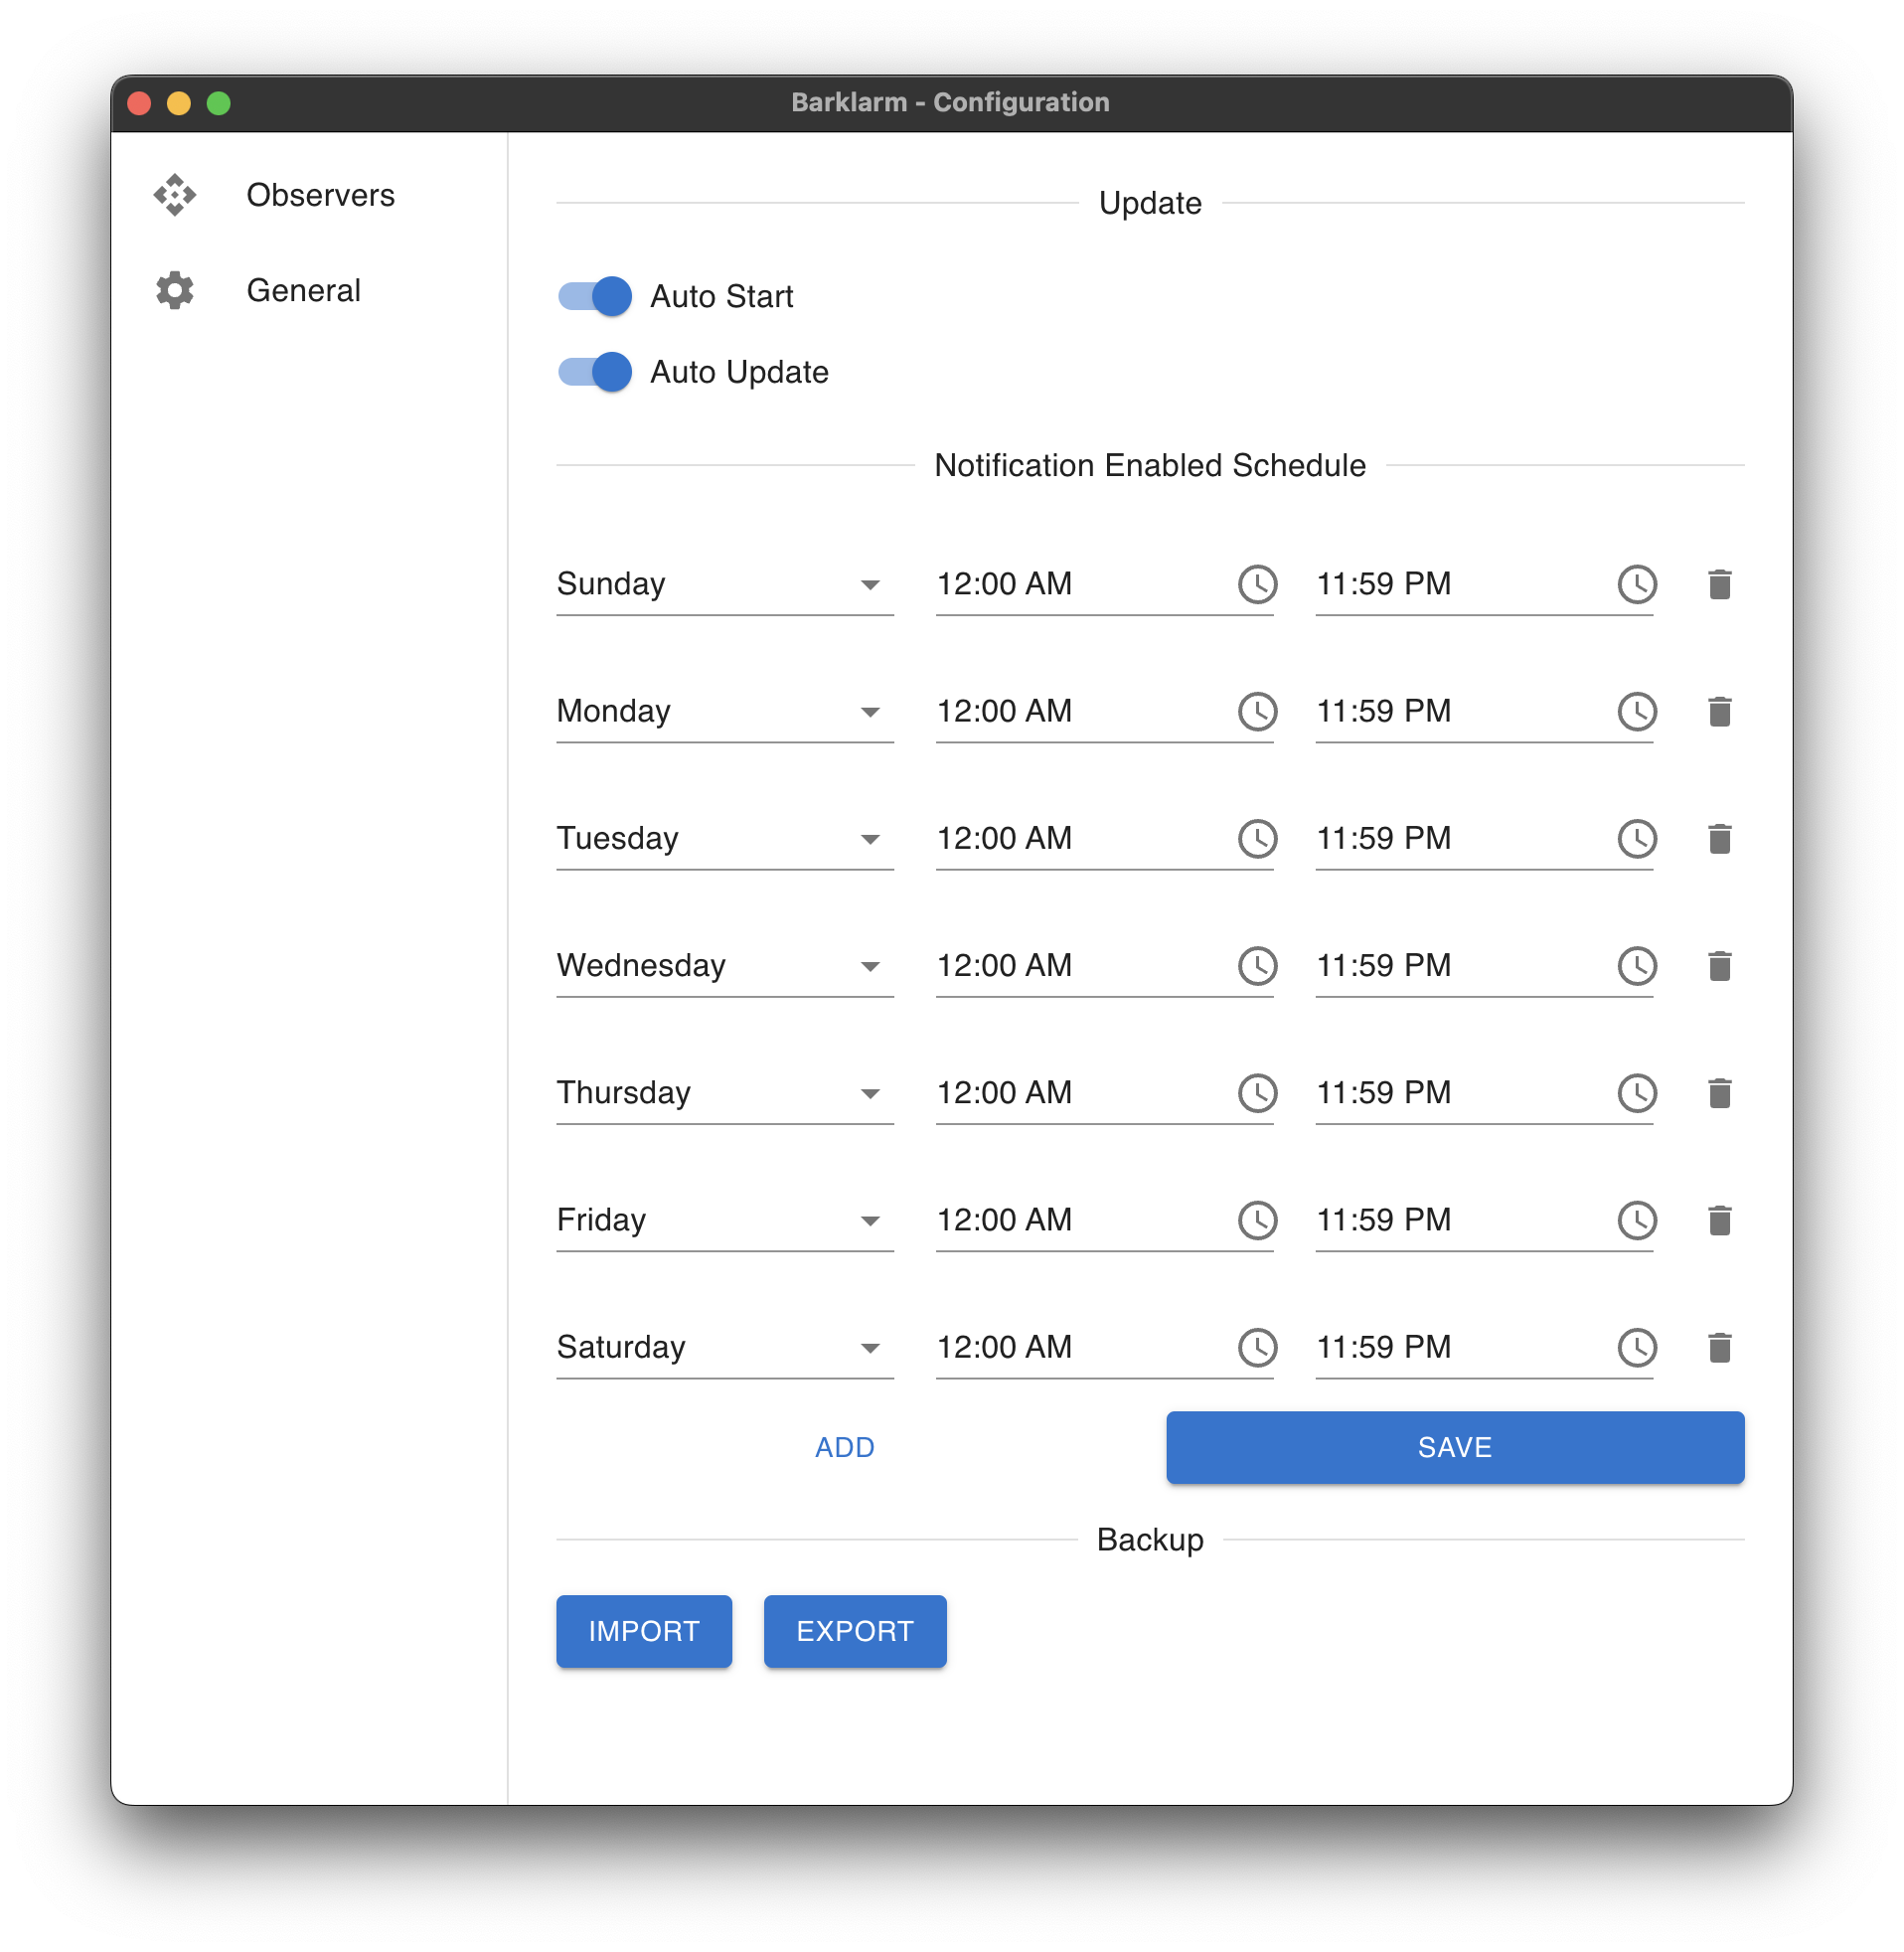 Barklarm - Configuration
Observers
General
Update
Auto Start
Auto Update
Notification Enabled Schedule
Sunday 12:00 AM 11:59 PM
Monday 12:00 AM 11:59 PM
Tuesday 12:00 AM 11:59 PM
Wednesday 12:00 AM 11:59 PM
Thursday 12:00 AM 11:59 PM
Friday 12:00 AM 11:59 PM
Saturday 12:00 AM 11:59 PM
ADD SAVE
Backup
IMPORT EXPORT